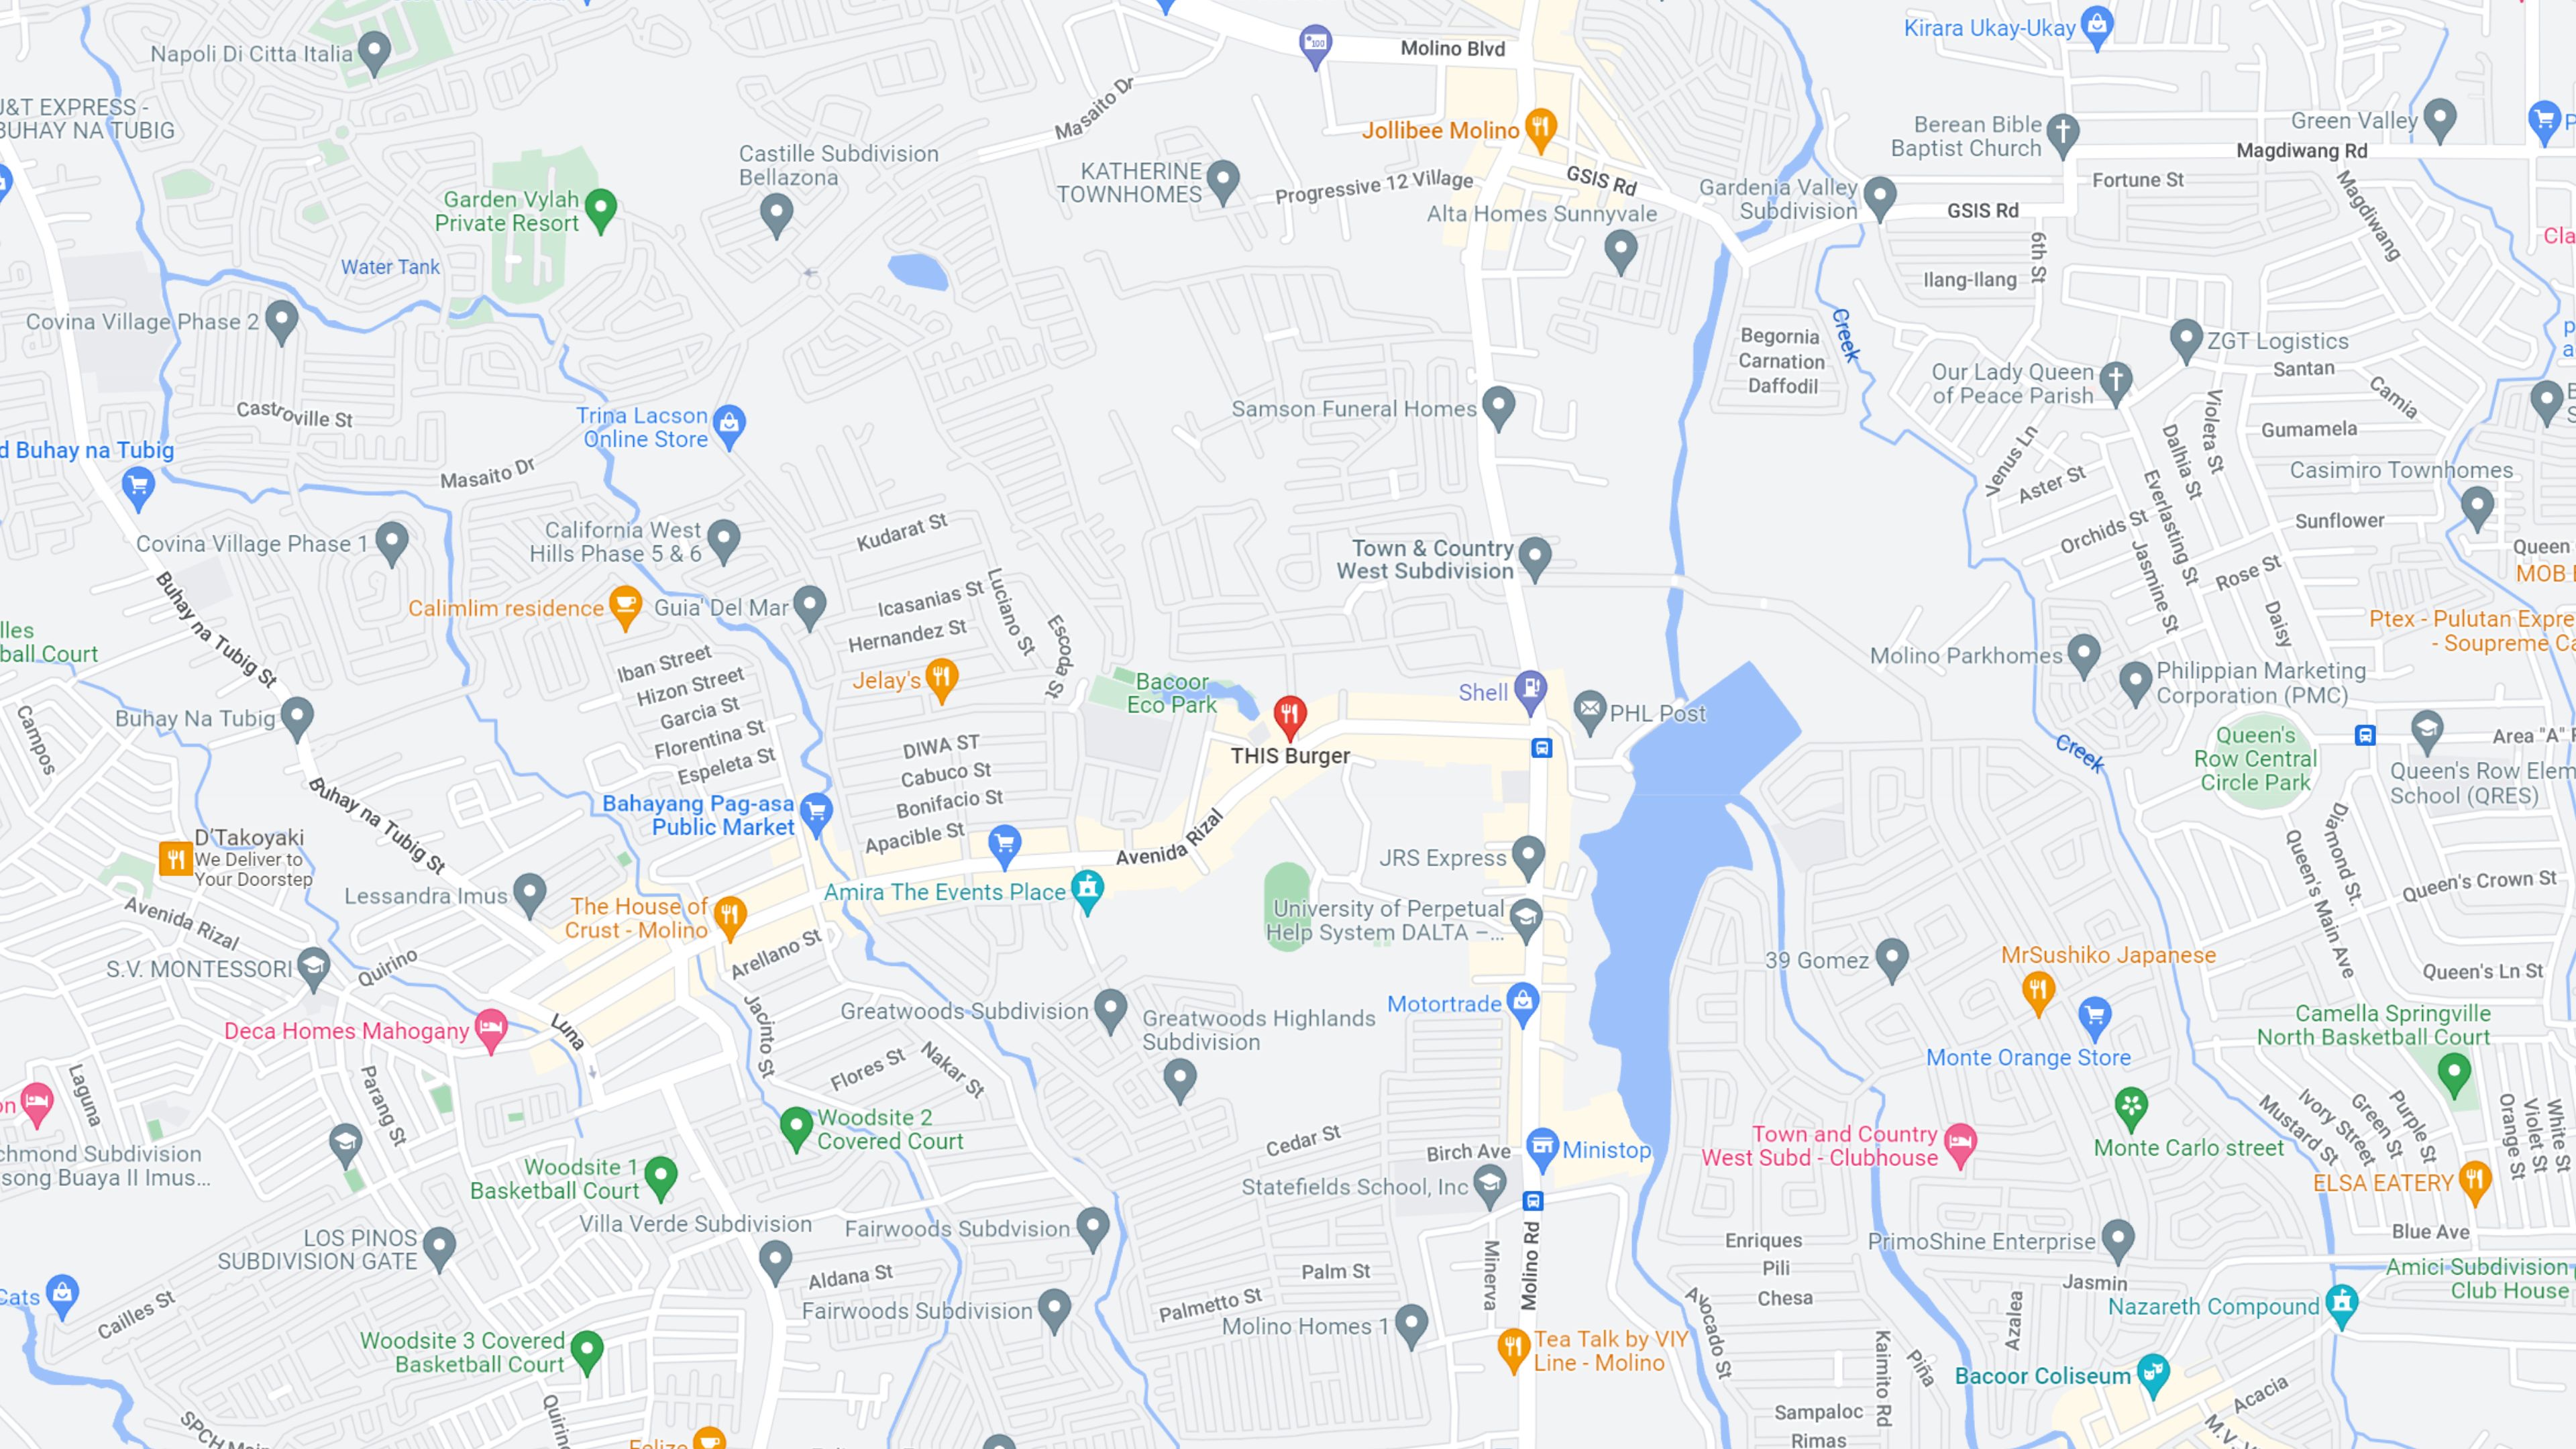 Napoli Di Citta Italia
J&T EXPRESS -
BUHAY NA TUBIG
Garden Vylah
Private Resort
Castille Subdivision
Bellazona
Water Tank
Covina Village Phase 2
Castroville St
Masaito Dr
d Buhay na Tubig
Trina Lacson
Online Store
Covina Village Phase 1
California West
Hills Phase 5 & 6
Calimlim residence
Guia' Del Mar
Buhay na Tubig St
lles
ball Court
Campos
Buhay Na Tubig
Buhay na Tubig St
Masaito Dr
Molino Blvd
Jollibee Molino
KATHERINE
TOWNHOMES
Progressive 12 Village
GSIS Rd
Alta Homes Sunnyvale
Samson Funeral Homes
Town & Country
West Subdivision
Kudarat St
Icasanias St
Luciano St
Hernandez St
Escoda St
Jelay's
Iban Street
Hizon Street
Garcia St
Florentina St
Espeleta St
DIWA ST
Cabuco St
Bonifacio St
Apacible St
Bacoor
Eco Park
THIS Burger
Shell
PHL Post
Bahayang Pag-asa
Public Market
Avenida Rizal
Amira The Events Place
JRS Express
University of Perpetual
Help System DALTA –...
D'Takoyaki
We Deliver to
Your Doorstep
Lessandra Imus
The House of
Crust - Molino
Arellano St
Avenida Rizal
S.V. MONTESSORI
Quirino
Deca Homes Mahogany
Luna
Jacinto St
Laguna
Parang St
on
chmond Subdivision
song Buaya II Imus...
Greatwoods Subdivision
Greatwoods Highlands
Subdivision
Motortrade
Flores St
Nakar St
Woodsite 2
Covered Court
Woodsite 1
Basketball Court
Villa Verde Subdivision
Fairwoods Subdvision
Cedar St
Birch Ave
Ministop
Statefields School, Inc
LOS PINOS
SUBDIVISION GATE
Cats
Cailles St
Aldana St
Fairwoods Subdivision
Palm St
Palmetto St
Molino Homes 1
Minerva
Molino Rd
Woodsite 3 Covered
Basketball Court
Tea Talk by VIY
Line - Molino
Quirino
Kirara Ukay-Ukay
Berean Bible
Baptist Church
Green Valley
Magdiwang Rd
Fortune St
Magdiwang
Gardenia Valley
Subdivision
GSIS Rd
6th St
Ilang-Ilang
Cla
Creek
Begornia
Carnation
Daffodil
ZGT Logistics
Santan
Our Lady Queen
of Peace Parish
Camia
Violeta St
Gumamela
Dalhia St
Venus Ln
Aster St
Casimiro Townhomes
Everlasting St
Orchids St
Sunflower
Jasmine St
Rose St
Queen
MOB
Daisy
Ptex - Pulutan Expre
- Soupreme Ca
Molino Parkhomes
Philippian Marketing
Corporation (PMC)
Creek
Queen's
Row Central
Circle Park
Area "A"
Queen's Row Elem
School (QRES)
Diamond St.
Queen's Main Ave
Queen's Crown St
39 Gomez
MrSushiko Japanese
Queen's Ln St
Monte Orange Store
Camella Springville
North Basketball Court
Monte Carlo street
Town and Country
West Subd - Clubhouse
Mustard St
Ivory Street
Green St
Purple St
Orange St
Violet St
White St
ELSA EATERY
Blue Ave
Enriques
Pili
Chesa
PrimoShine Enterprise
Jasmin
Amici Subdivision
Club House
Nazareth Compound
Avocado St
Azalea
Kaimito Rd
Piña
Bacoor Coliseum
Acacia
Sampaloc
Rimas